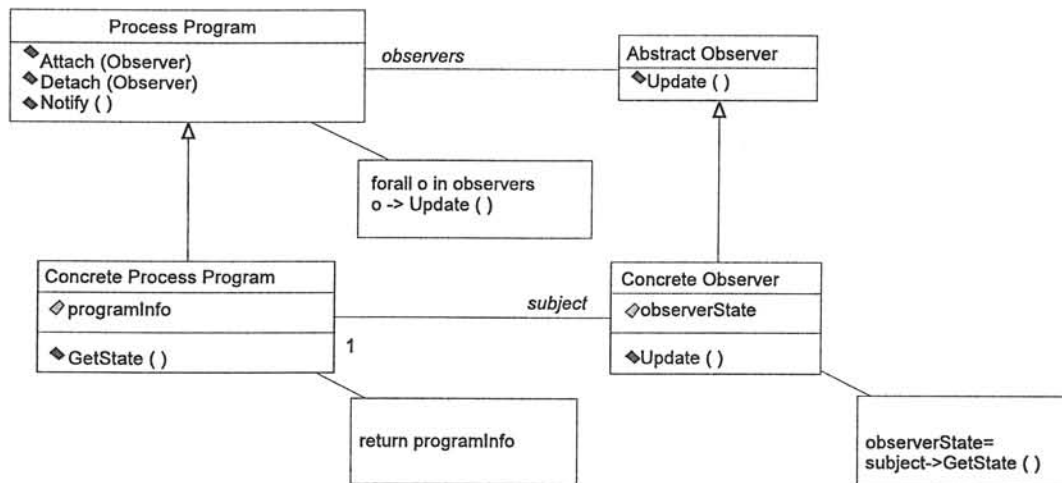 Process Program
Attach (Observer)
Detach (Observer)
Notify ( )
observers
Abstract Observer
Update ( )
forall o in observers
o -> Update ( )
Concrete Process Program
programInfo
GetState ( )
subject
1
Concrete Observer
observerState
Update ( )
return programInfo
observerState=
subject->GetState ( )